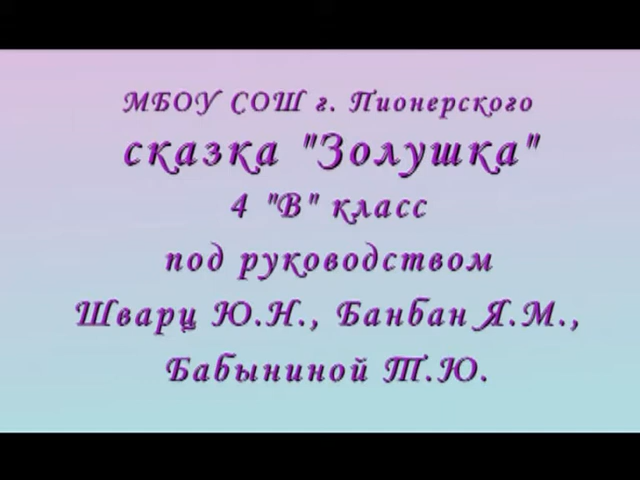 МБОУ СОШ г. Пионерского
сказка "Золушка"
4 "В" класс
под руководством
Шварц Ю.Н., Банбан Я.М.,
Бабыниной Т.Ю.